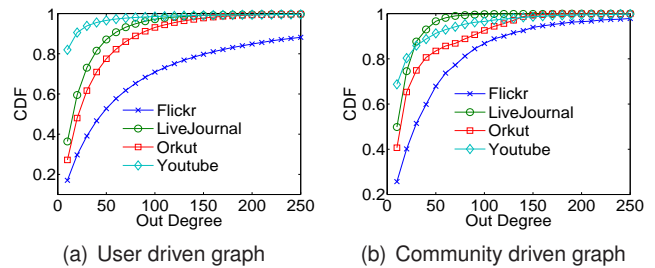 1
0.8
0.6
0.4
0.2
CDF
Flickr
LiveJournal
Orkut
Youtube
0 50 100 150 200 250
Out Degree
(a) User driven graph
1
0.8
0.6
0.4
0.2
CDF
Flickr
LiveJournal
Orkut
Youtube
0 50 100 150 200 250
Out Degree
(b) Community driven graph